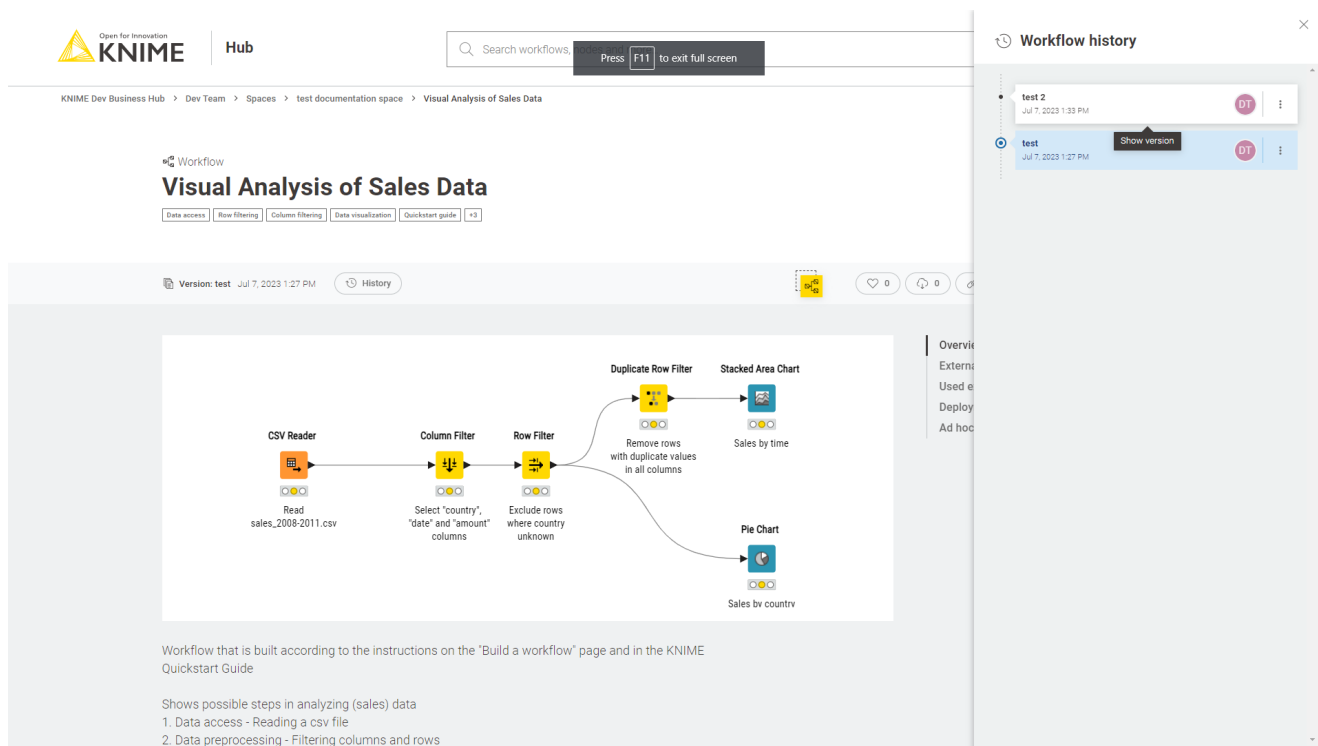 Open for Innovation
KNIME
Hub
Search workflows, nodes and
Press F11 to exit full screen
KNIME Dev Business Hub > Dev Team > Spaces > test documentation space > Visual Analysis of Sales Data
Workflow
Visual Analysis of Sales Data
Data access Row filtering Column filtering Data visualization Quickstart guide +3
Version: test Jul 7, 2023 1:27 PM History
0 0
Duplicate Row Filter Stacked Area Chart
Remove rows
with duplicate values
in all columns
Sales by time
CSV Reader Column Filter Row Filter
Read
sales_2008-2011.csv
Select "country",
"date" and "amount"
columns
Exclude rows
where country
unknown
Pie Chart
Sales by country
Workflow that is built according to the instructions on the "Build a workflow" page and in the KNIME
Quickstart Guide
Shows possible steps in analyzing (sales) data
1. Data access - Reading a csv file
2. Data preprocessing - Filtering columns and rows
Overvie
Externa
Used e
Deploy
Ad hoc
Workflow history
test 2
Jul 7, 2023 1:33 PM
DT
Show version
test
Jul 7, 2023 1:27 PM
DT